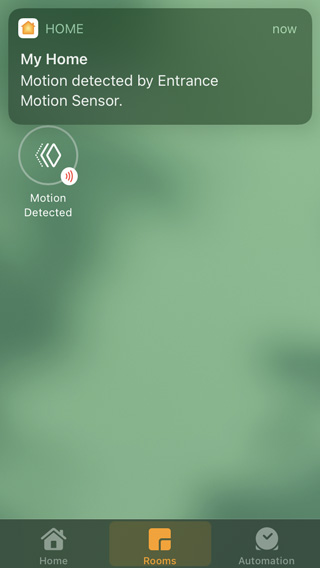 HOME now
My Home
Motion detected by Entrance
Motion Sensor.
Motion
Detected
Home Rooms Automation